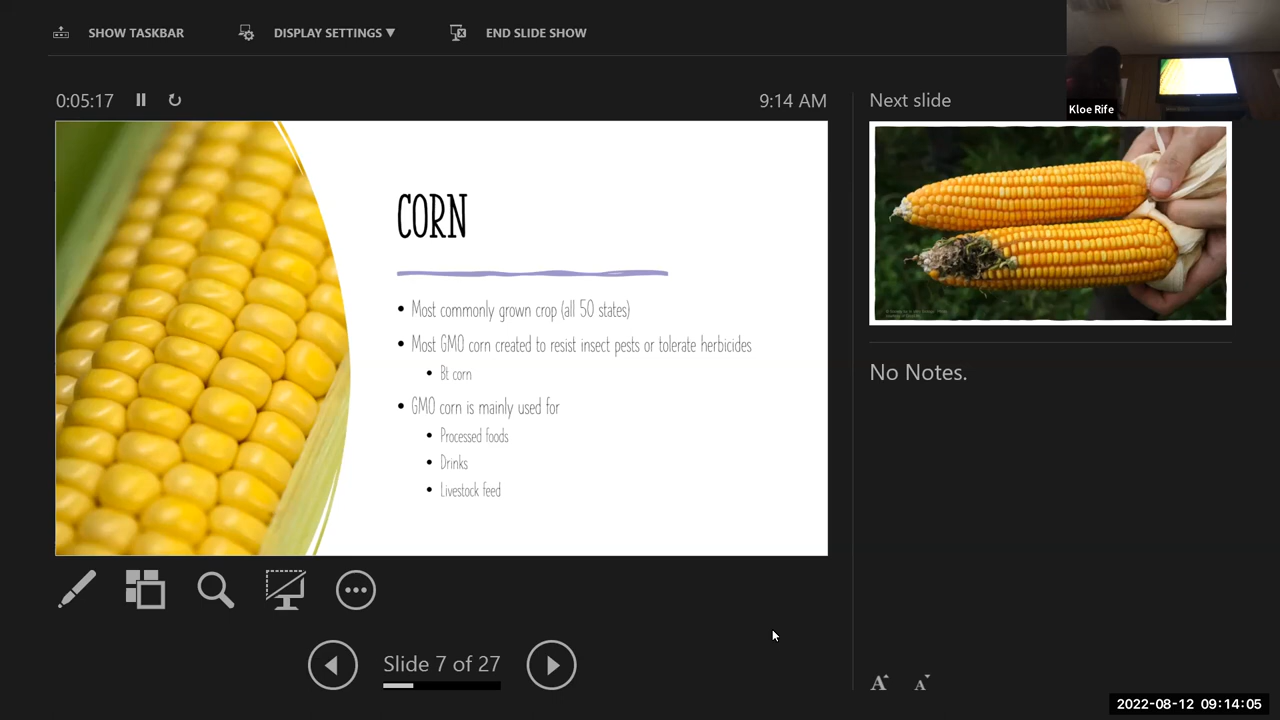 SHOW TASKBAR
DISPLAY SETTINGS ▼
END SLIDE SHOW
Kloe Rife
0:05:17
9:14 AM
Next slide
CORN
• Most commonly grown crop (all 50 states)
• Most GMO corn created to resist insect pests or tolerate herbicides
• Bt corn
• GMO corn is mainly used for
• Processed foods
• Drinks
• Livestock feed
No Notes.
Slide 7 of 27
A A
2022-08-12 09:14:05